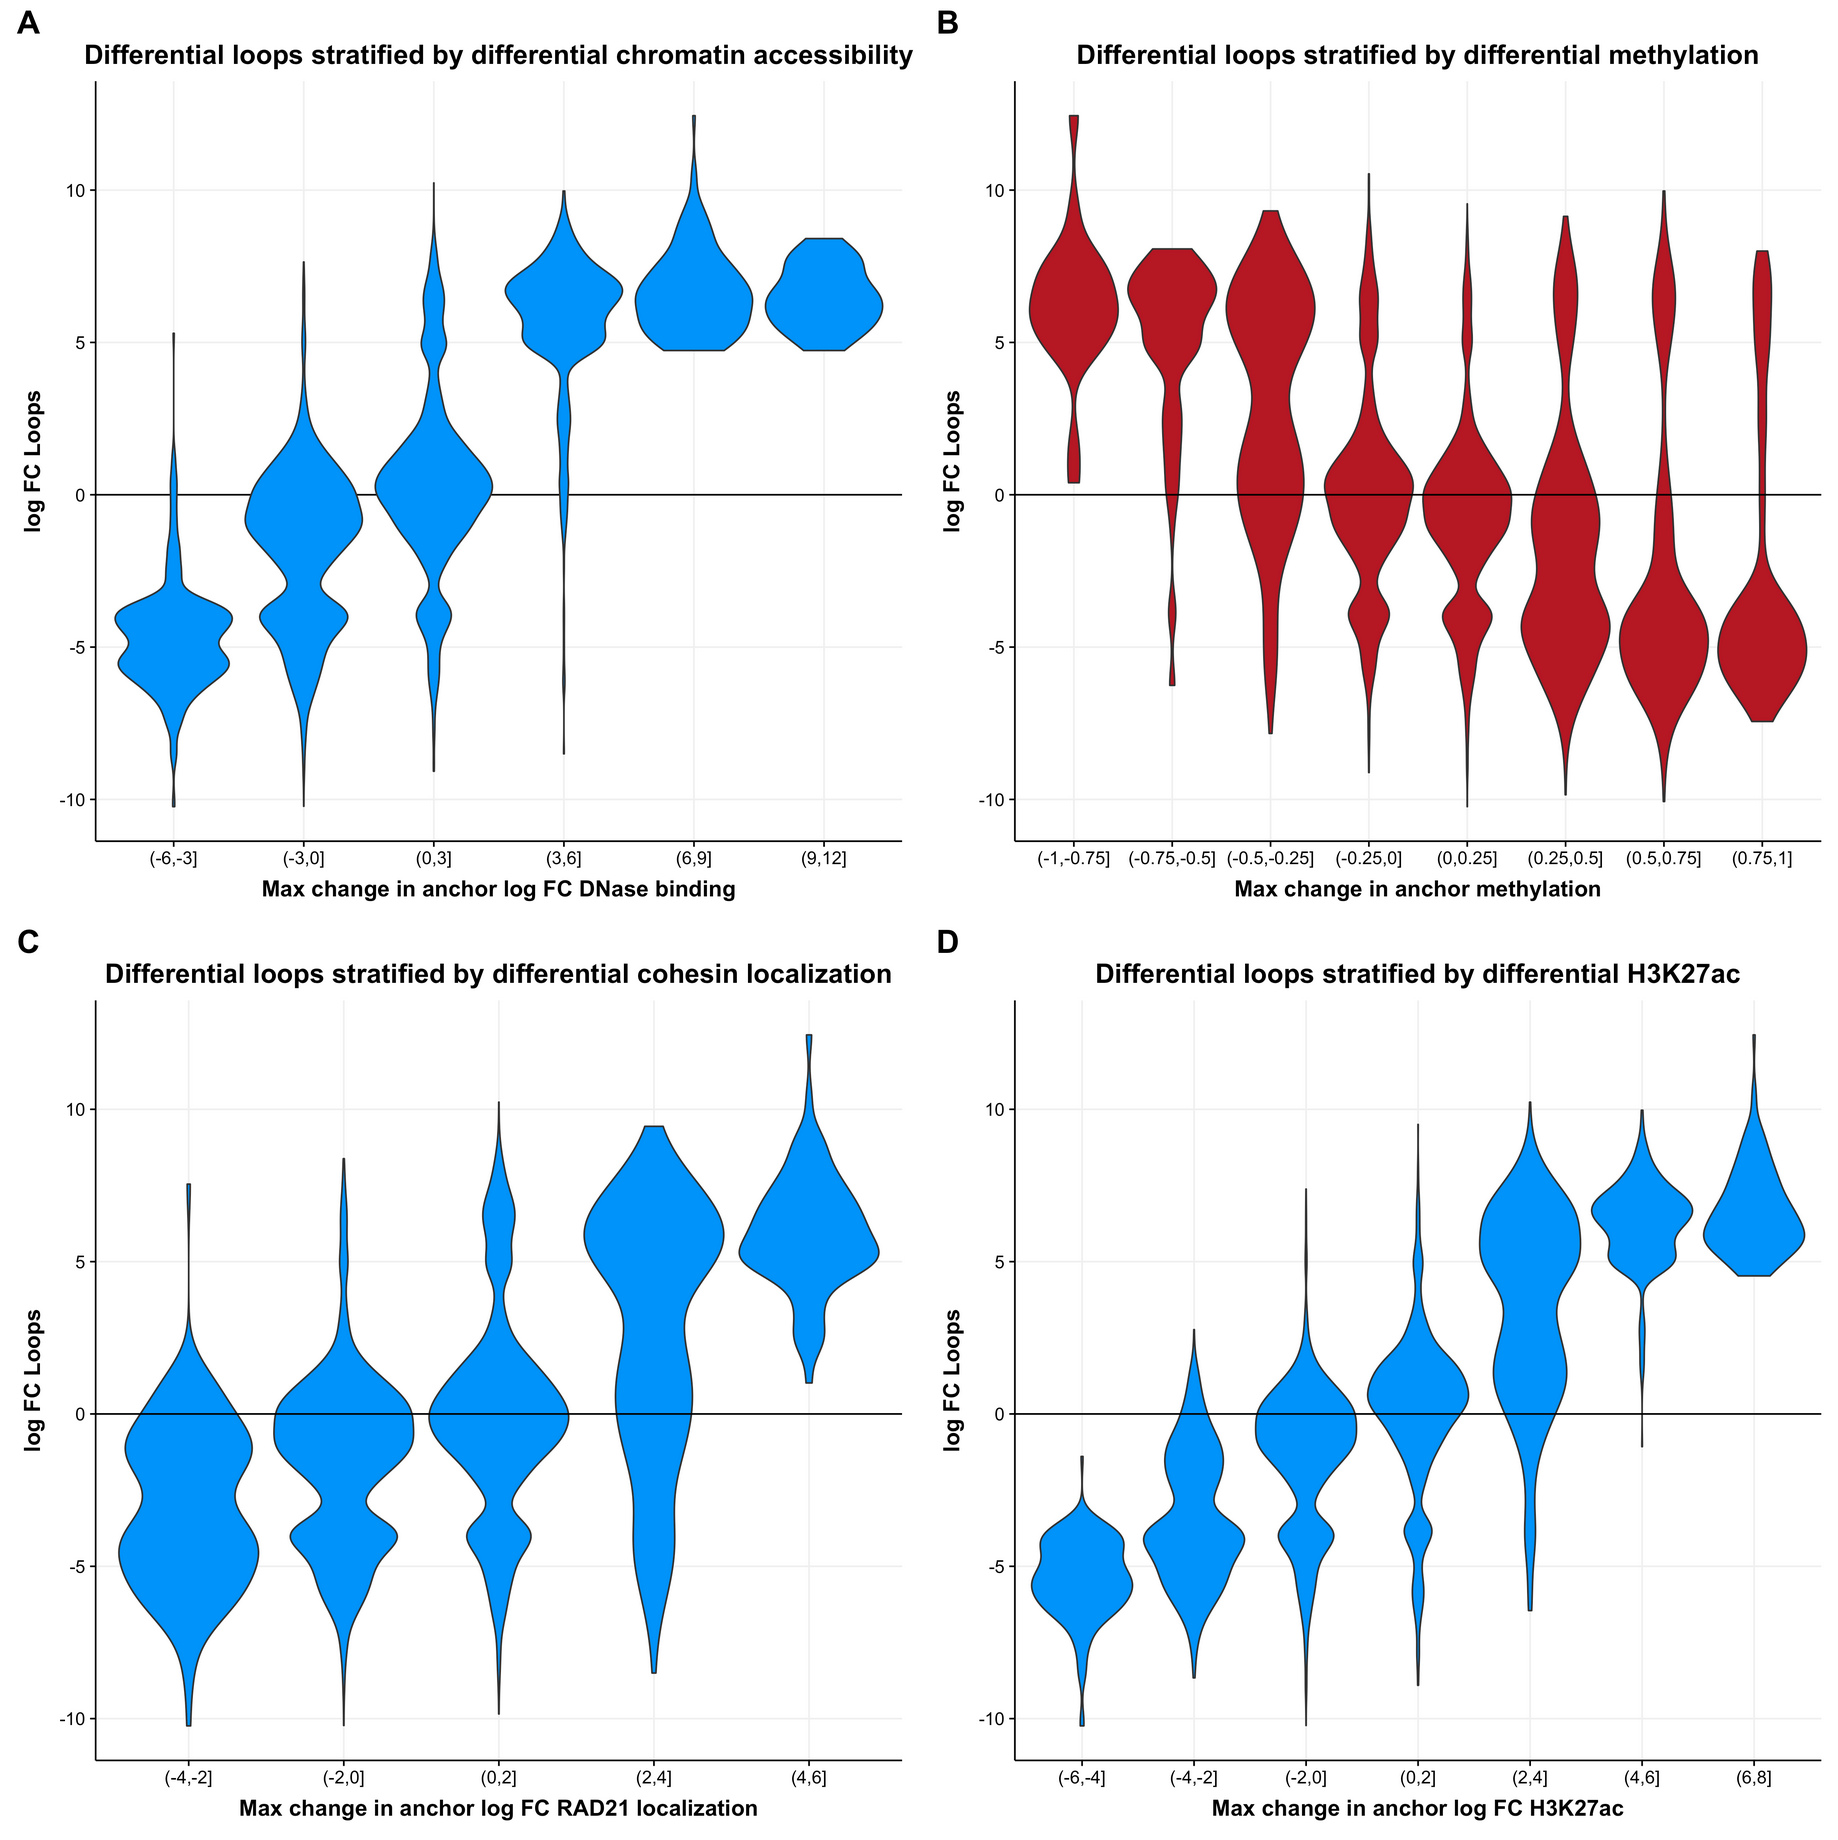 A
Differential loops stratified by differential chromatin accessibility
log FC Loops
10
5
0
-5
-10
(-6,-3] (-3,0] (0,3] (3,6] (6,9] (9,12]
Max change in anchor log FC DNase binding
B
Differential loops stratified by differential methylation
log FC Loops
10
5
0
-5
-10
(-1,-0.75] (-0.75,-0.5] (-0.5,-0.25] (-0.25,0] (0,0.25] (0.25,0.5] (0.5,0.75] (0.75,1]
Max change in anchor methylation
C
Differential loops stratified by differential cohesin localization
log FC Loops
10
5
0
-5
-10
(-4,-2] (-2,0] (0,2] (2,4] (4,6]
Max change in anchor log FC RAD21 localization
D
Differential loops stratified by differential H3K27ac
log FC Loops
10
5
0
-5
-10
(-6,-4] (-4,-2] (-2,0] (0,2] (2,4] (4,6] (6,8]
Max change in anchor log FC H3K27ac